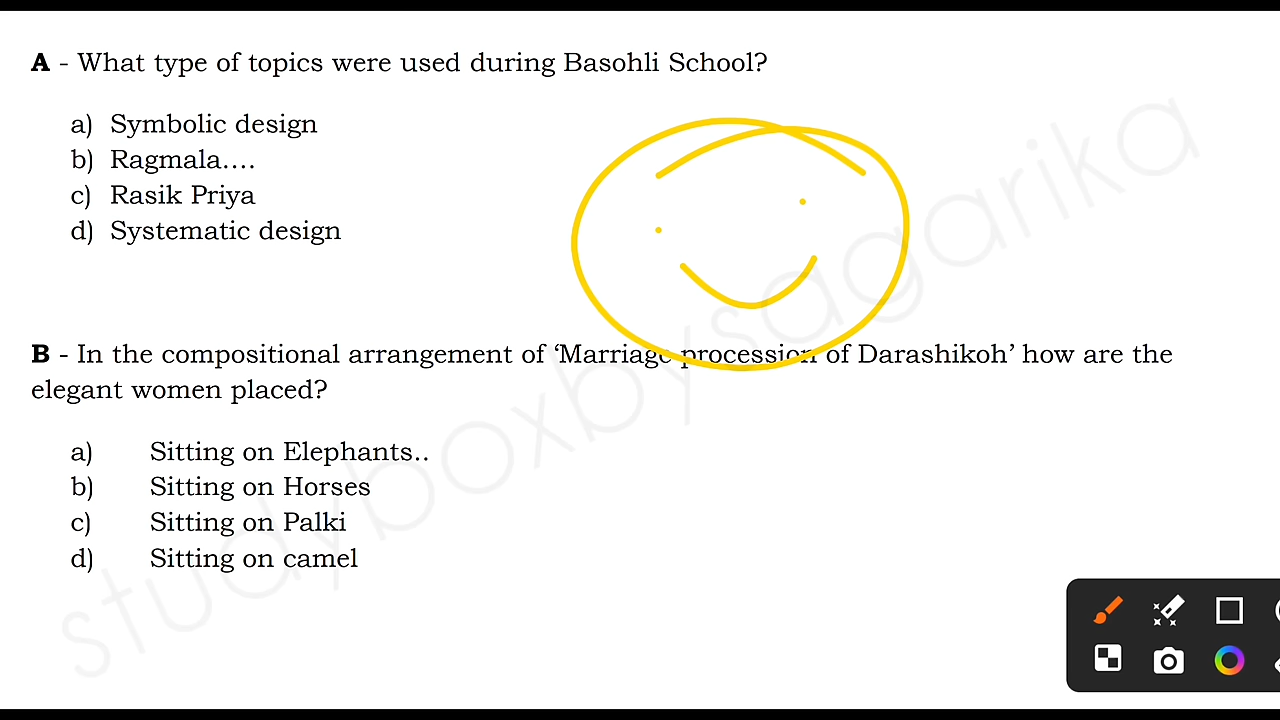 A - What type of topics were used during Basohli School?
a) Symbolic design
b) Ragmala....
c) Rasik Priya
d) Systematic design
B - In the compositional arrangement of ‘Marriage procession of Darashikoh’ how are the
elegant women placed?
a) Sitting on Elephants..
b) Sitting on Horses
c) Sitting on Palki
d) Sitting on camel
studyboxbysagarika